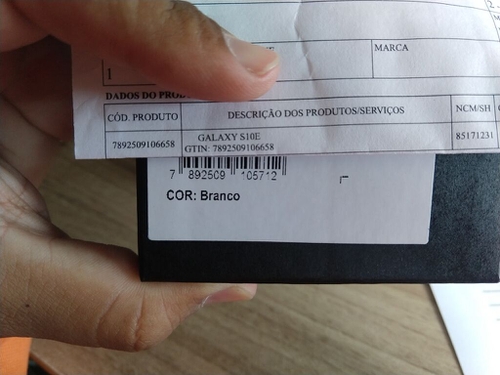 MARCA
1
DADOS DO PROD
CÓD. PRODUTO DESCRIÇÃO DOS PRODUTOS/SERVIÇOS NCM/SH
7892509106658 GALAXY S10E 85171231
GTIN: 7892509106658
7 892509 105712
COR: Branco